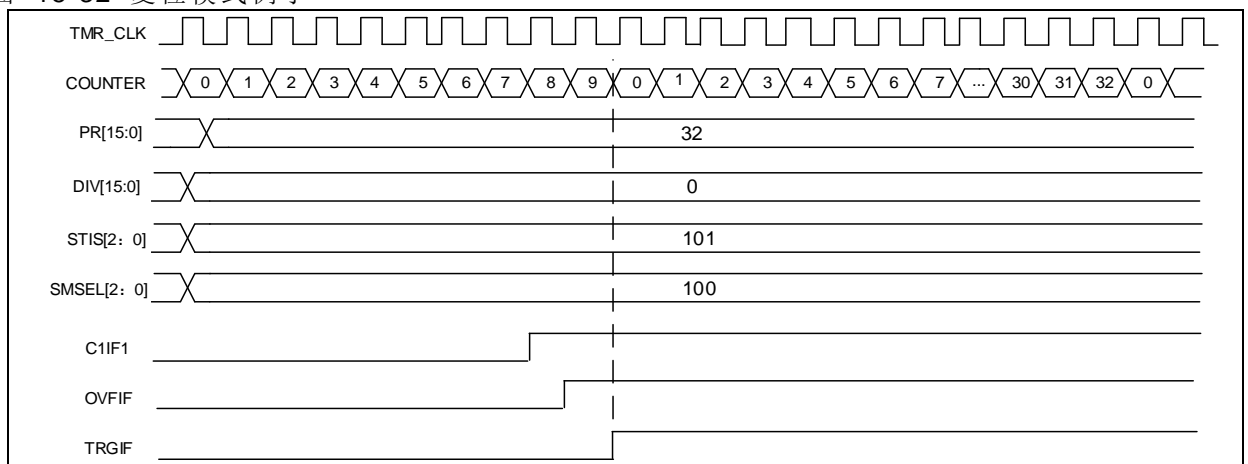 TMR_CLK
COUNTER 0 1 2 3 4 5 6 7 8 9 0 1 2 3 4 5 6 7 ... 30 31 32 0
PR[15:0] 32
DIV[15:0] 0
STIS[2：0] 101
SMSEL[2：0] 100
C1IF1
OVFIF
TRGIF